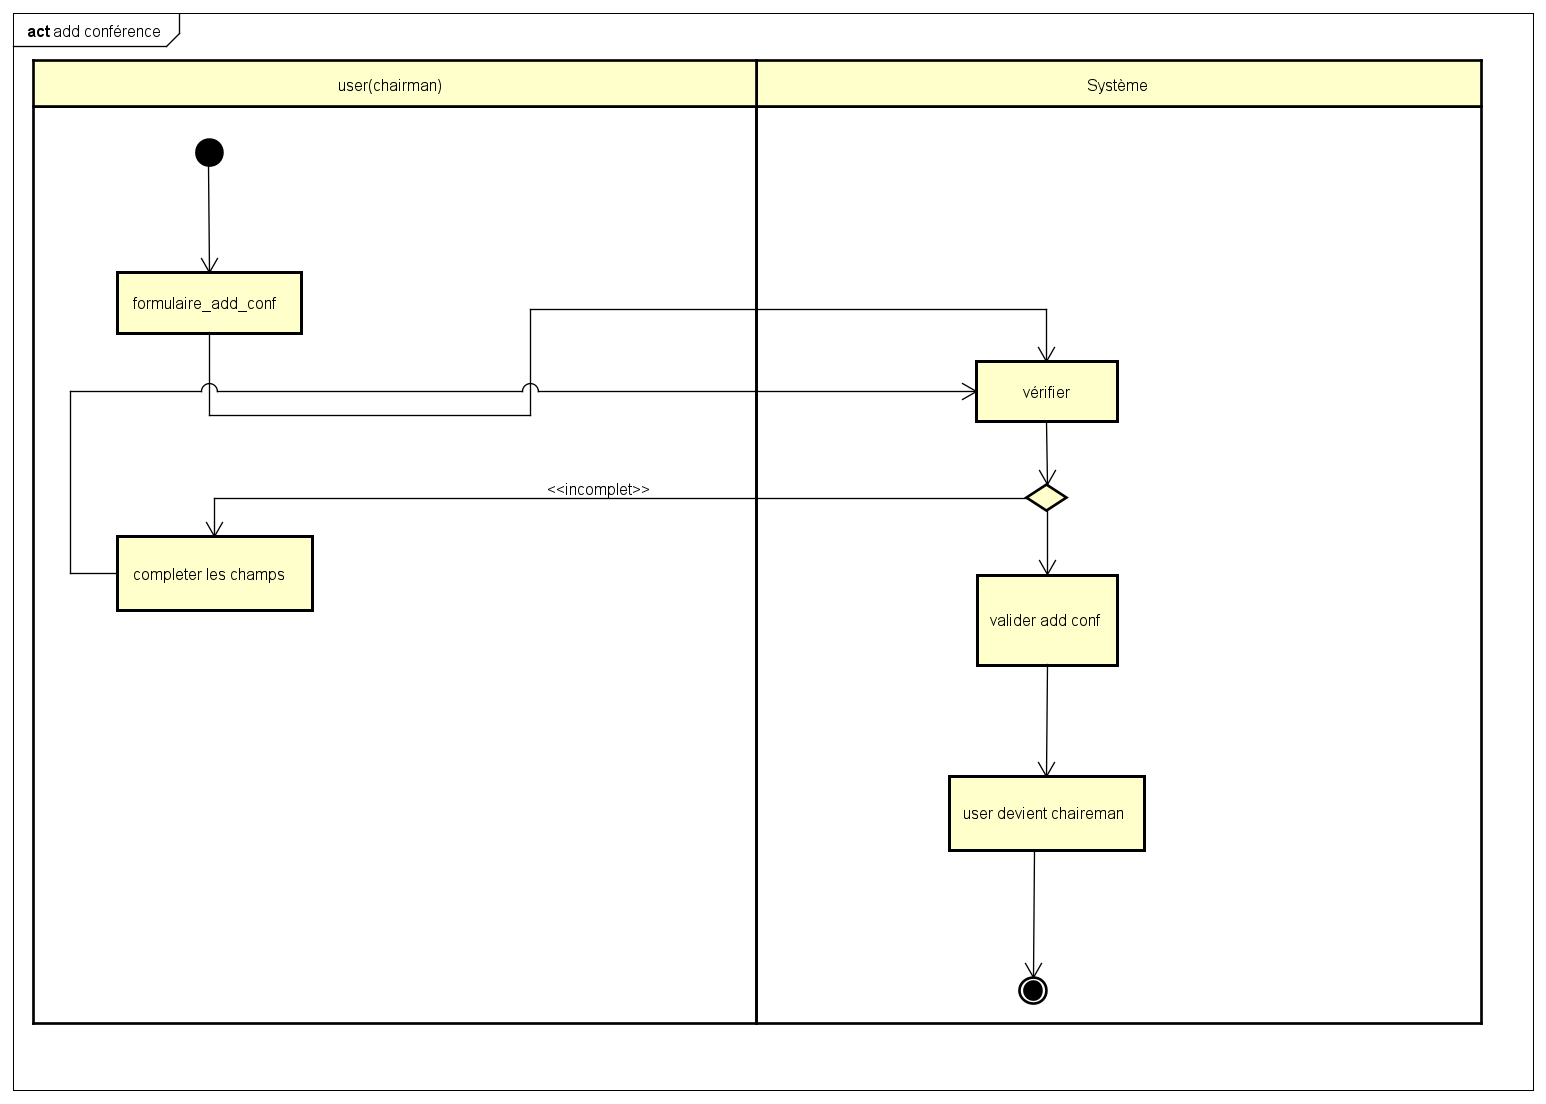 act add conférence
user(chairman)
Système
formulaire_add_conf
vérifier
<<incomplet>>
completer les champs
valider add conf
user devient chaireman